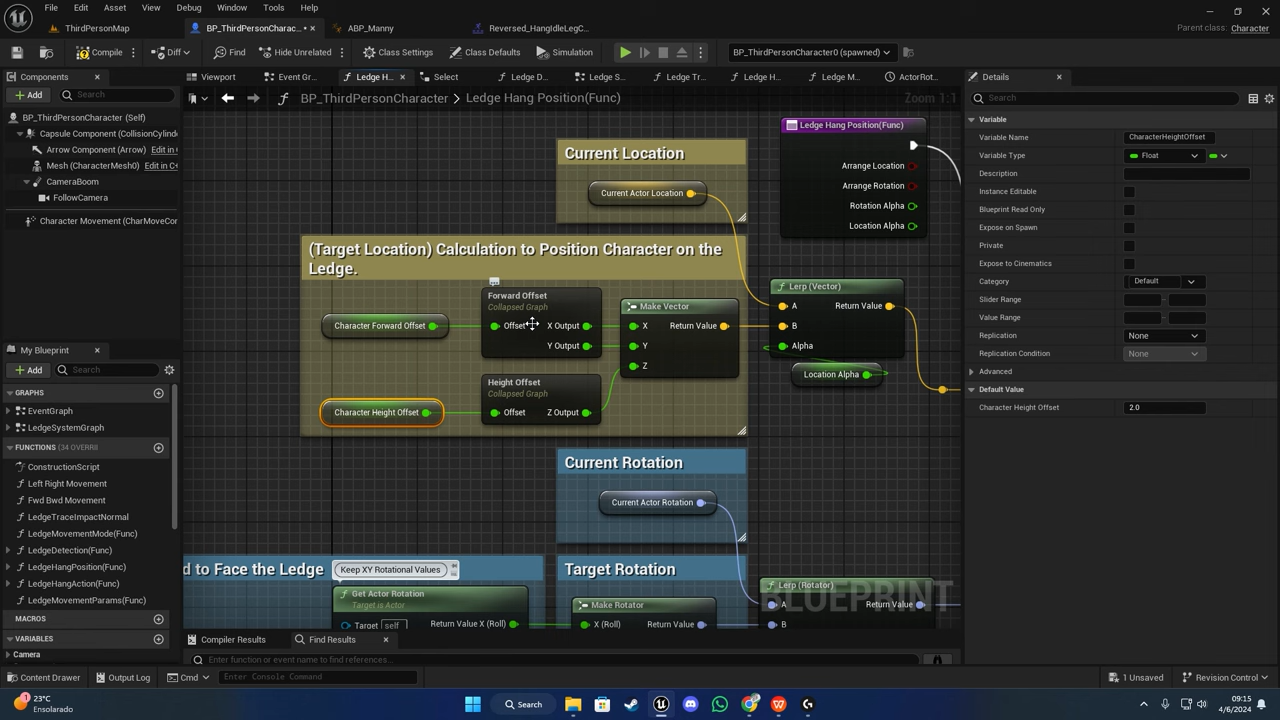 File
Edit
Asset
View
Debug
Window
Tools
Help
ThirdPersonMap
BP_ThirdPersonCharac... •
ABP_Manny
Reversed_HangIdleLegC...
Parent class: Character
Compile
Diff
Find
Hide Unrelated
Class Settings
Class Defaults
Simulation
BP_ThirdPersonCharacter0 (spawned)
Components
Add
Search
BP_ThirdPersonCharacter (Self)
Capsule Component (CollisionCylind
Arrow Component (Arrow) Edit in C
Mesh (CharacterMesh0) Edit in C+
CameraBoom
FollowCamera
Character Movement (CharMoveCor
My Blueprint
Add
Search
GRAPHS
EventGraph
LedgeSystemGraph
FUNCTIONS (34 OVERRI
ConstructionScript
Left Right Movement
Fwd Bwd Movement
LedgeTraceImpactNormal
LedgeMovementMode(Func)
LedgeDetection(Func)
LedgeHangPosition(Func)
LedgeHangAction(Func)
LedgeMovementParams(Func)
MACROS
VARIABLES
Camera
Viewport
Event Gr...
Ledge H...
Select
Ledge D...
Ledge S...
Ledge Tr...
Ledge H...
Ledge M...
ActorRot...
BP_ThirdPersonCharacter > Ledge Hang Position(Func)
Zoom 1:1
Current Location
Current Actor Location
Ledge Hang Position(Func)
Arrange Location
Arrange Rotation
Rotation Alpha
Location Alpha
(Target Location) Calculation to Position Character on the
Ledge.
Character Forward Offset
Forward Offset
Collapsed Graph
Offset
X Output
Y Output
Make Vector
X
Return Value
Y
Z
Lerp (Vector)
A
Return Value
B
Alpha
Location Alpha
Character Height Offset
Height Offset
Collapsed Graph
Offset
Z Output
Current Rotation
Current Actor Rotation
d to Face the Ledge
Keep XY Rotational Values
Target Rotation
Get Actor Rotation
Target is Actor
Target self
Return Value X (Roll)
Make Rotator
X (Roll)
Return Value
Lerp (Rotator)
A
Return Value
B
BLUEPRINT
Compiler Results
Find Results
Enter function or event name to find references...
Details
Search
Variable
Variable Name
CharacterHeightOffset
Variable Type
Float
Description
Instance Editable
Blueprint Read Only
Expose on Spawn
Private
Expose to Cinematics
Category
Default
Slider Range
Value Range
Replication
None
Replication Condition
None
Advanced
Default Value
Character Height Offset
2.0
Content Drawer
Output Log
Cmd
Enter Console Command
1 Unsaved
Revision Control
1
23°C
Ensolarado
Search
09:15
4/6/2024